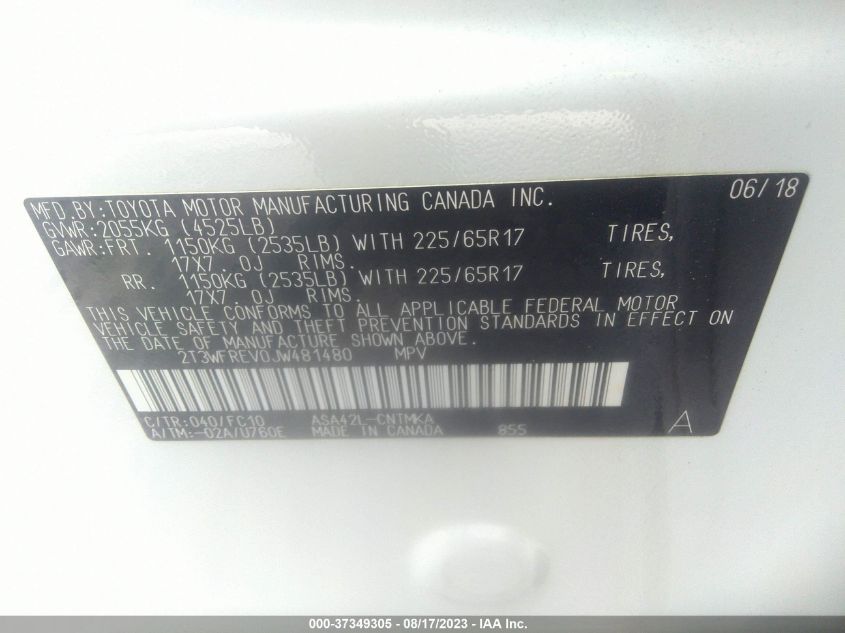 MFD.BY:TOYOTA MOTOR MANUFACTURING CANADA INC. 06/18
GVWR:2055KG (4525LB)
GAWR:FRT. 1150KG (2535LB) WITH 225/65R17 TIRES,
17X7.0J RIMS.
RR. 1150KG (2535LB) WITH 225/65R17 TIRES,
17X7.0J RIMS.
THIS VEHICLE CONFORMS TO ALL APPLICABLE FEDERAL MOTOR
VEHICLE SAFETY AND THEFT PREVENTION STANDARDS IN EFFECT ON
THE DATE OF MANUFACTURE SHOWN ABOVE.
2T3WFREV0JW481480 MPV
C/TR:040/FC10 ASA42L-CNTMKA
A/TM:-02A/U760E MADE IN CANADA 855 A
000-37349305 - 08/17/2023 - IAA Inc.